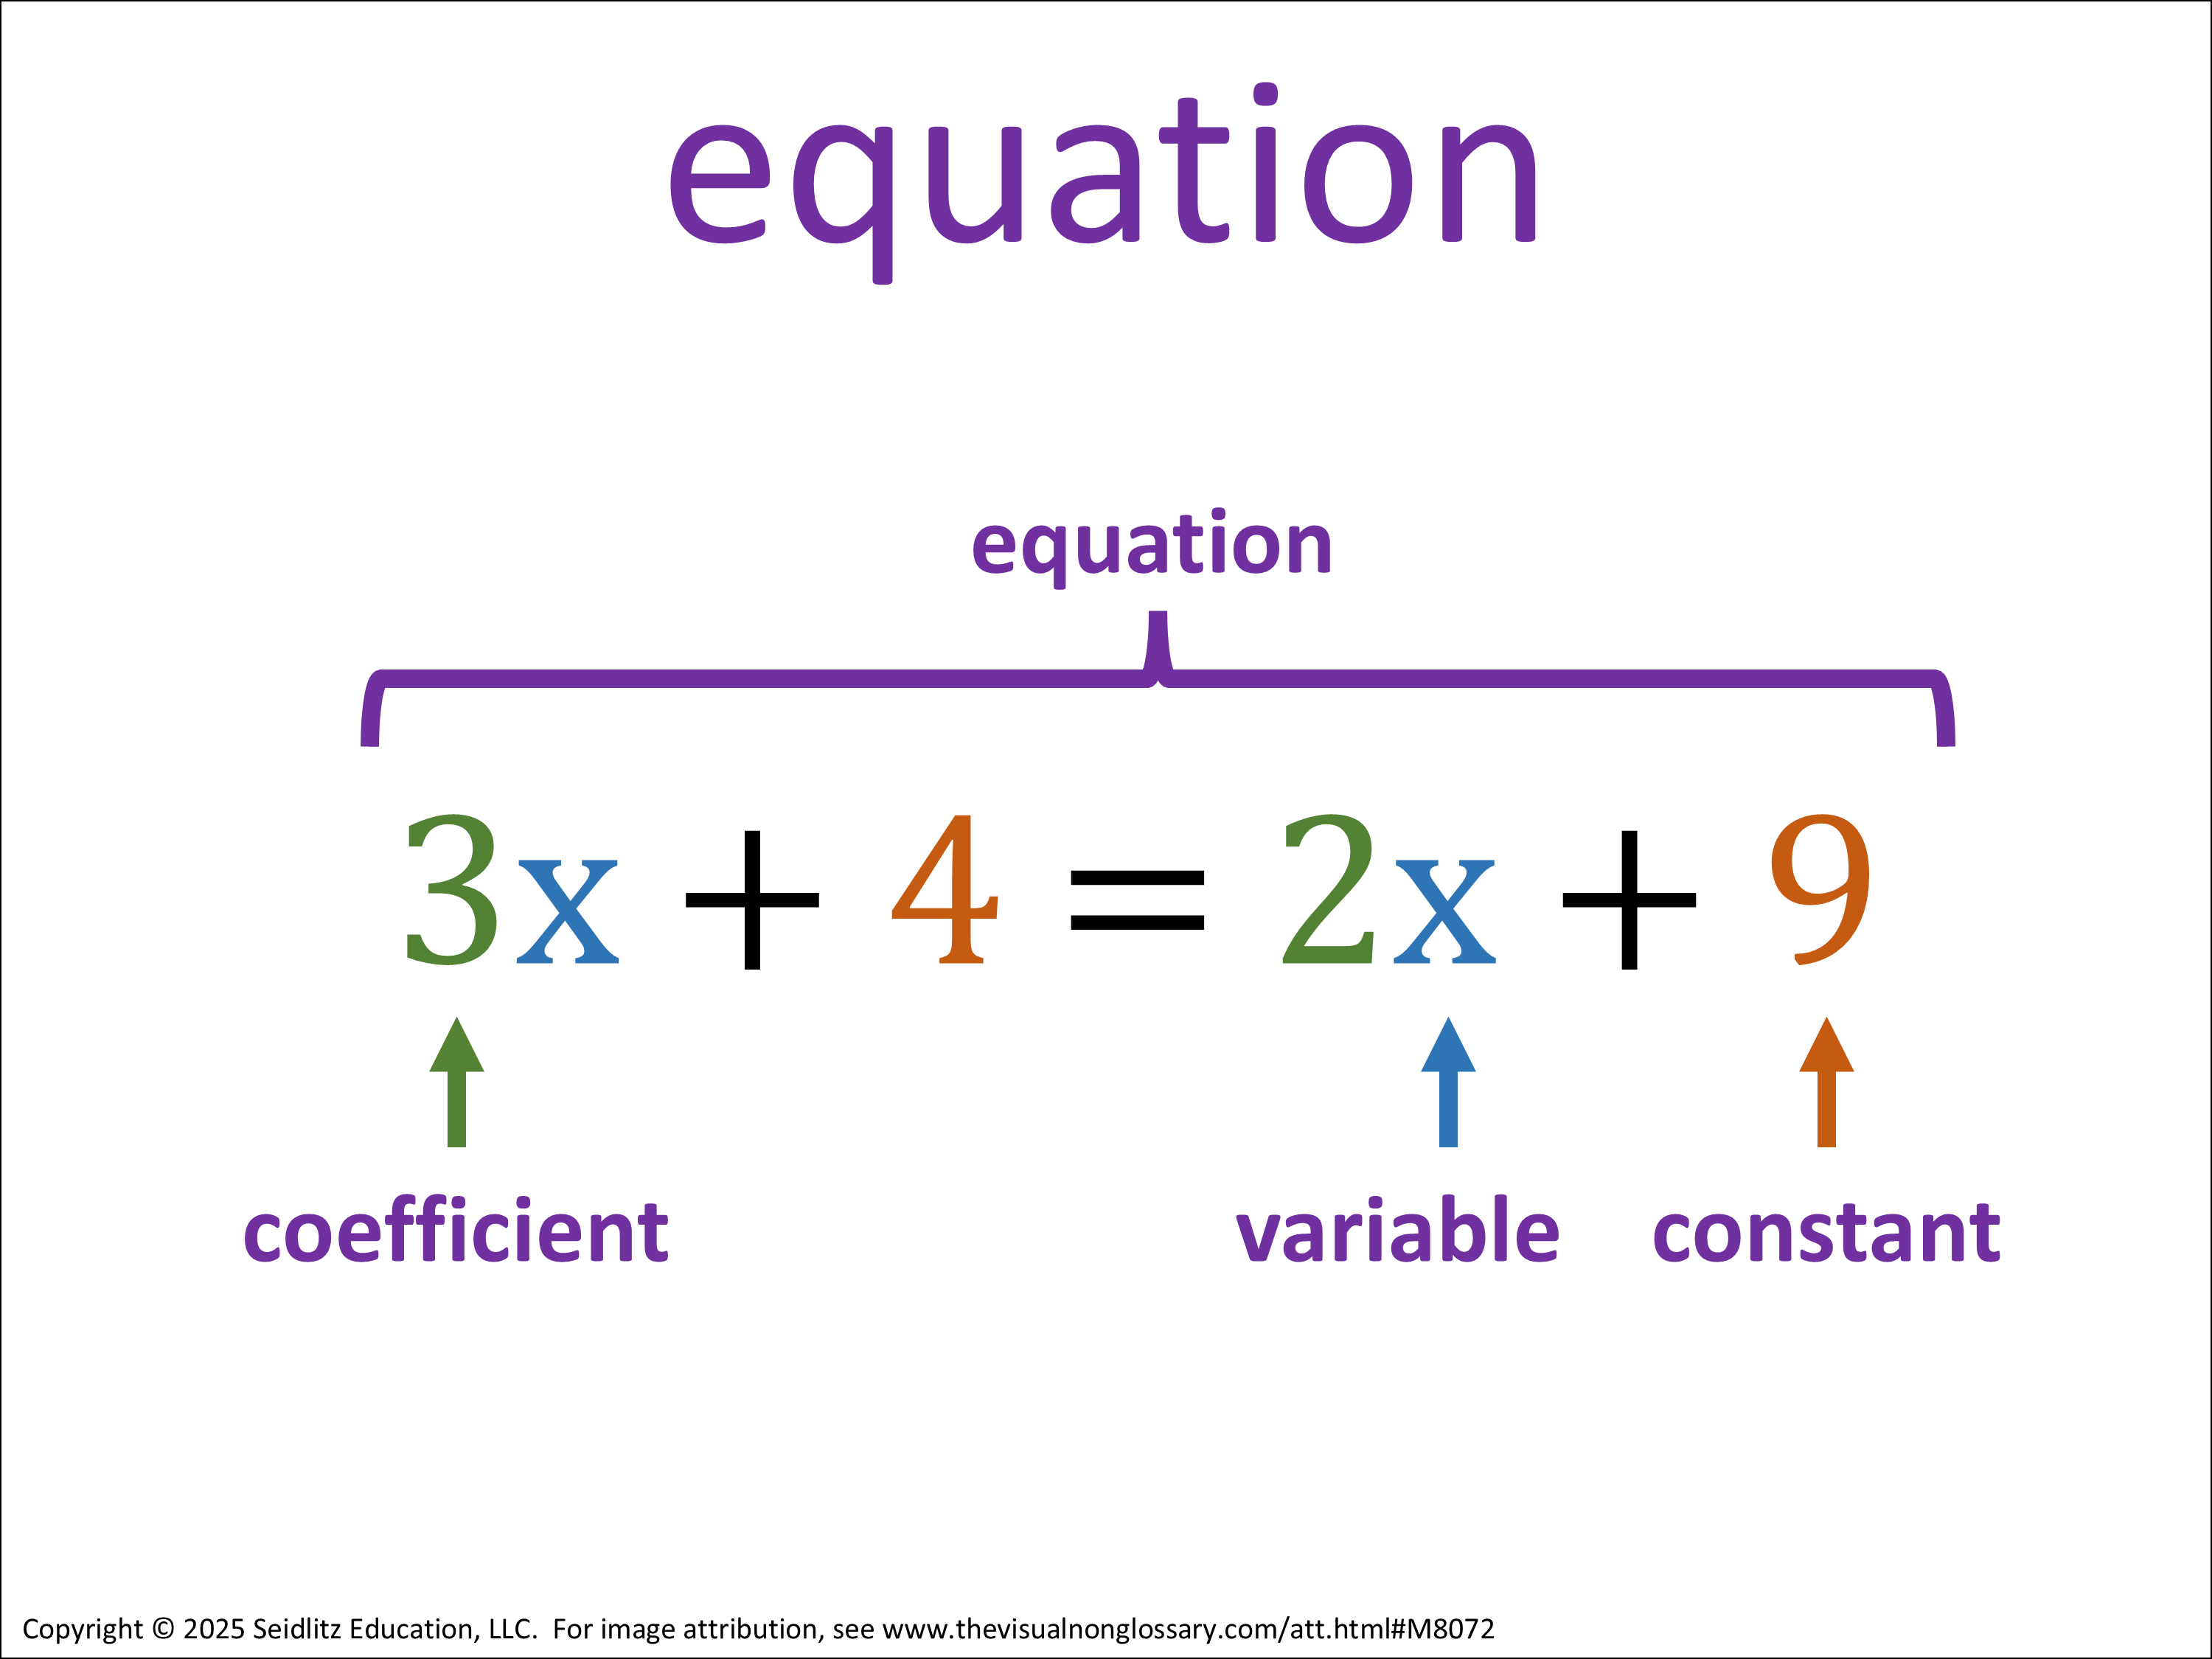 equation
equation
3x + 4 = 2x + 9
coefficient variable constant
Copyright © 2025 Seidlitz Education, LLC.  For image attribution, see www.thevisualnonglossary.com/att.html#M8072